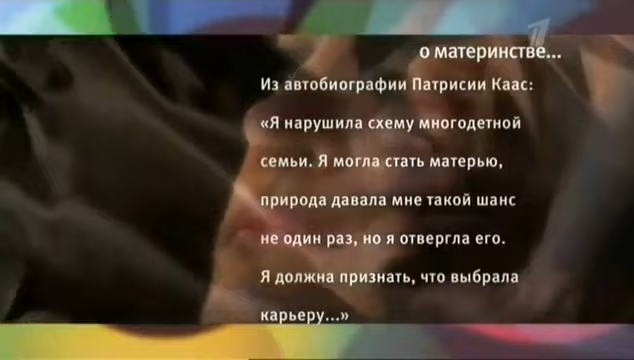 о материнстве...
Из автобиографии Патрисии Каас:
«Я нарушила схему многодетной
семьи. Я могла стать матерью,
природа давала мне такой шанс
не один раз, но я отвергла его.
Я должна признать, что выбрала
карьеру...»